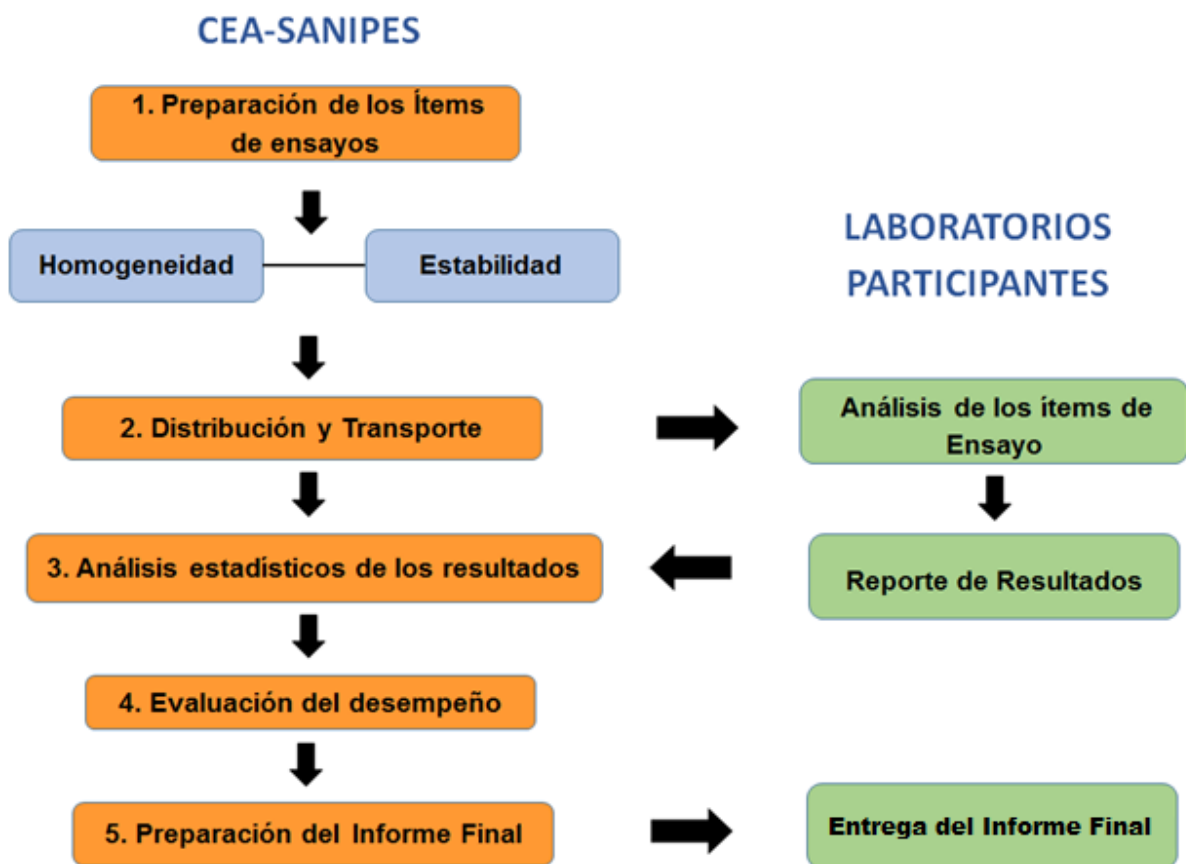 CEA-SANIPES
1. Preparación de los Ítems
de ensayos
Homogeneidad
Estabilidad
LABORATORIOS
PARTICIPANTES
2. Distribución y Transporte
Análisis de los ítems de
Ensayo
3. Análisis estadísticos de los resultados
Reporte de Resultados
4. Evaluación del desempeño
5. Preparación del Informe Final
Entrega del Informe Final